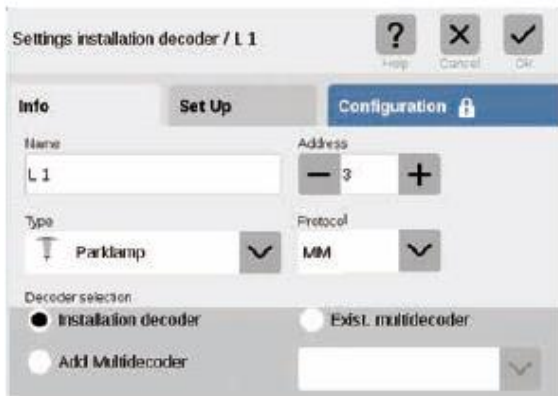 Settings installation decoder / L 1
?
Help Cancel Ok
Info Set Up Configuration
Name Address
L 1 3
Type Protocol
Parklamp MM
Decoder selection
Installation decoder Exist. multidecoder
Add Multidecoder